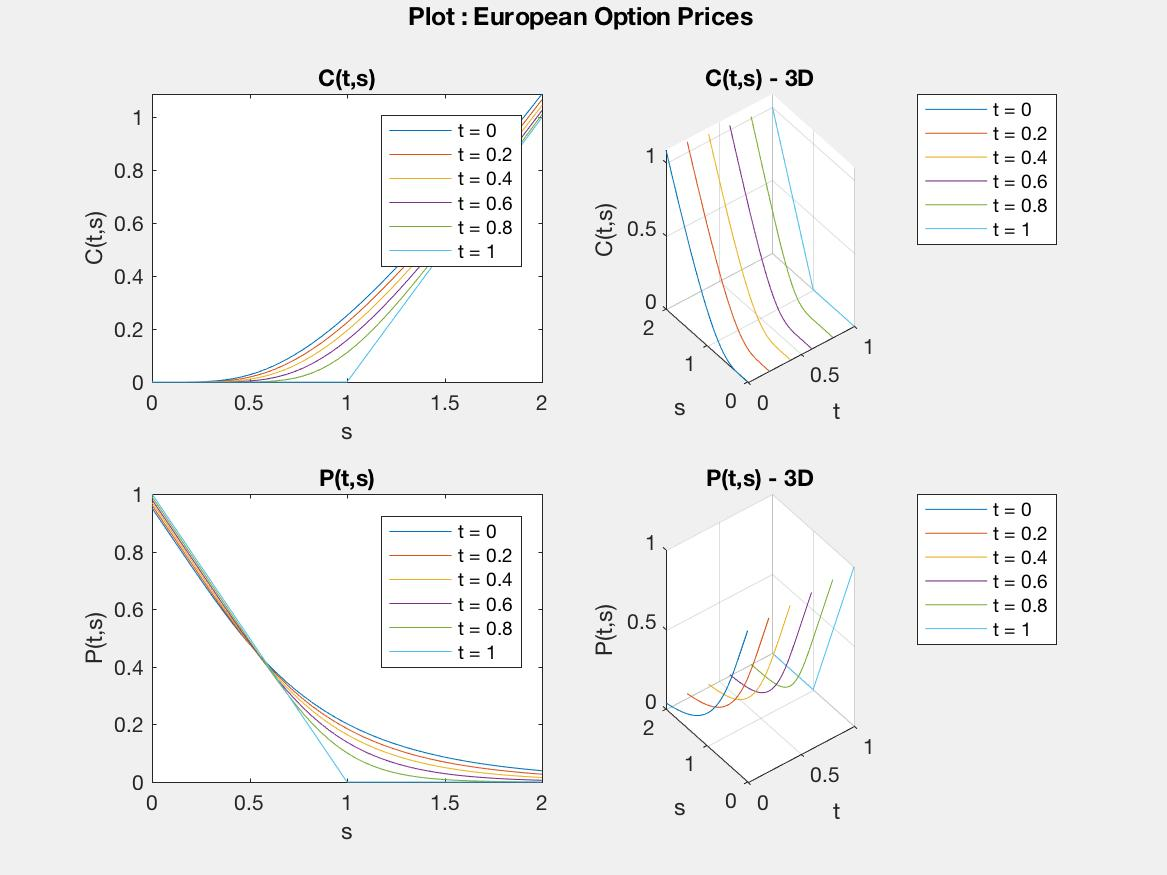 Plot : European Option Prices
C(t,s)
C(t,s)
1
0.8
0.6
0.4
0.2
0
0
0.5
1
1.5
2
s
t = 0
t = 0.2
t = 0.4
t = 0.6
t = 0.8
t = 1
C(t,s) - 3D
C(t,s)
1
0.5
0
2
1
0
s
0
0.5
1
t
t = 0
t = 0.2
t = 0.4
t = 0.6
t = 0.8
t = 1
P(t,s)
P(t,s)
1
0.8
0.6
0.4
0.2
0
0
0.5
1
1.5
2
s
t = 0
t = 0.2
t = 0.4
t = 0.6
t = 0.8
t = 1
P(t,s) - 3D
P(t,s)
1
0.5
0
2
1
0
s
0
0.5
1
t
t = 0
t = 0.2
t = 0.4
t = 0.6
t = 0.8
t = 1